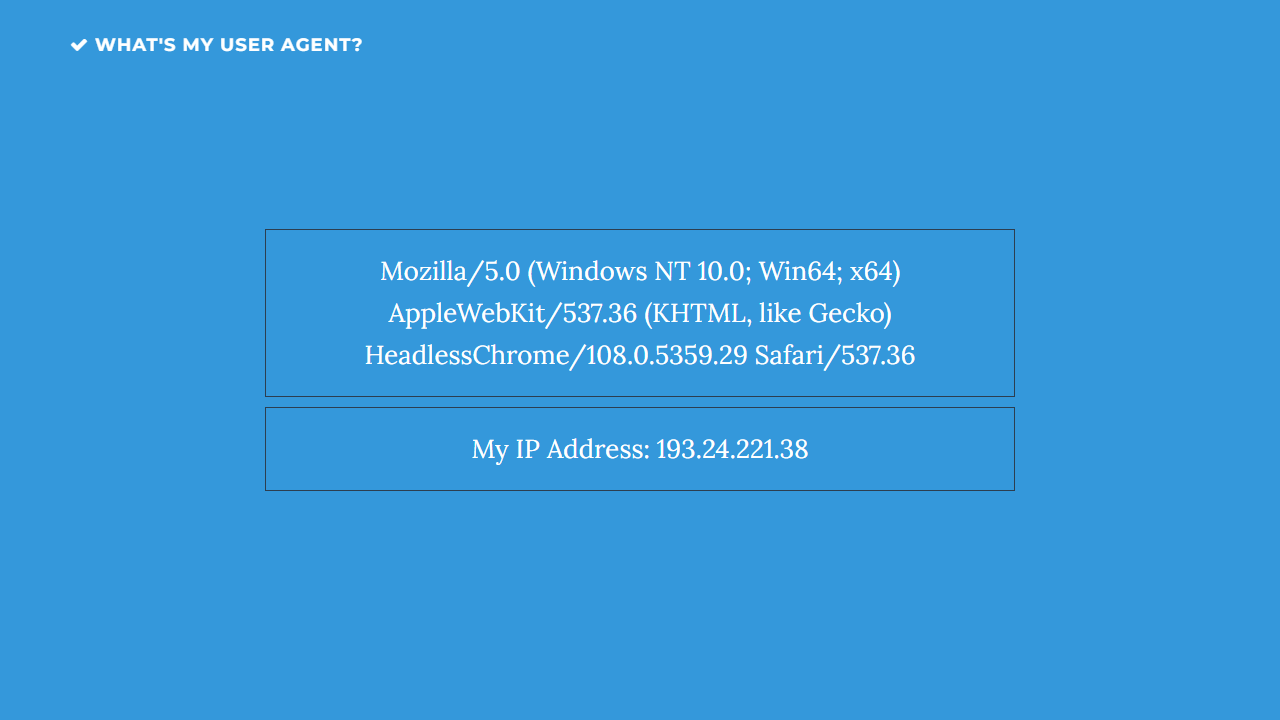 WHAT'S MY USER AGENT?
Mozilla/5.0 (Windows NT 10.0; Win64; x64)
AppleWebKit/537.36 (KHTML, like Gecko)
HeadlessChrome/108.0.5359.29 Safari/537.36
My IP Address: 193.24.221.38